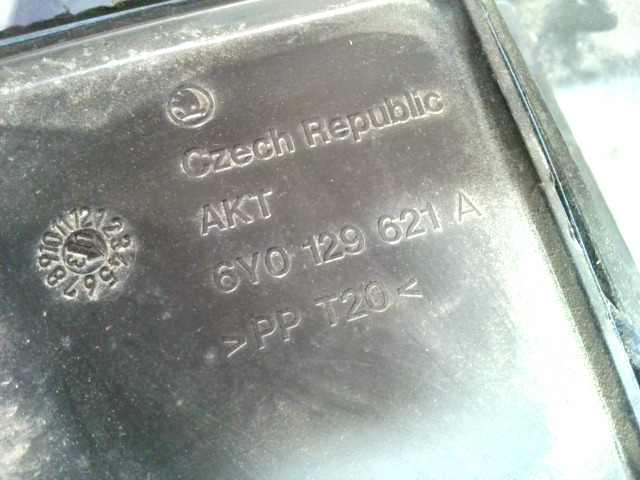 Czech Republic
AKT
6Y0 129 621 A
>PP T20<